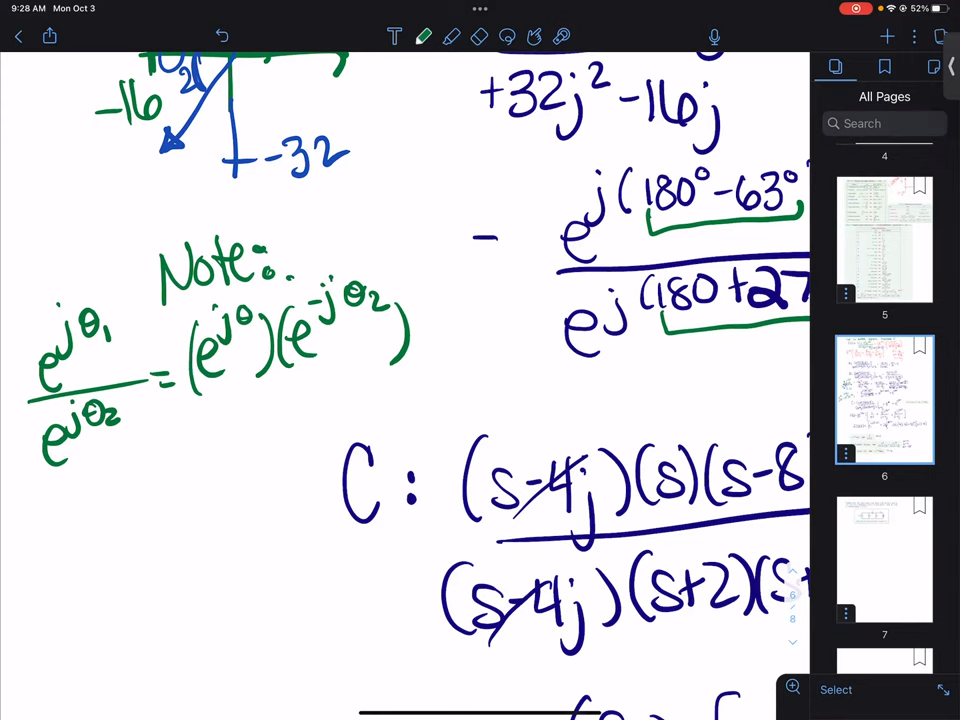 9:28 AM Mon Oct 3
52%
All Pages
Search
4
5
6
7
6
8
Select
-16
-32
+32j² -16j
Note:
e^jθ₁ / e^jθ₂ = (e^jθ)(e^-jθ₂)
- e^j(180°-63°
e^j(180+27
C: (s-4j)(s)(s-8
(s-4j)(s+2)(s+